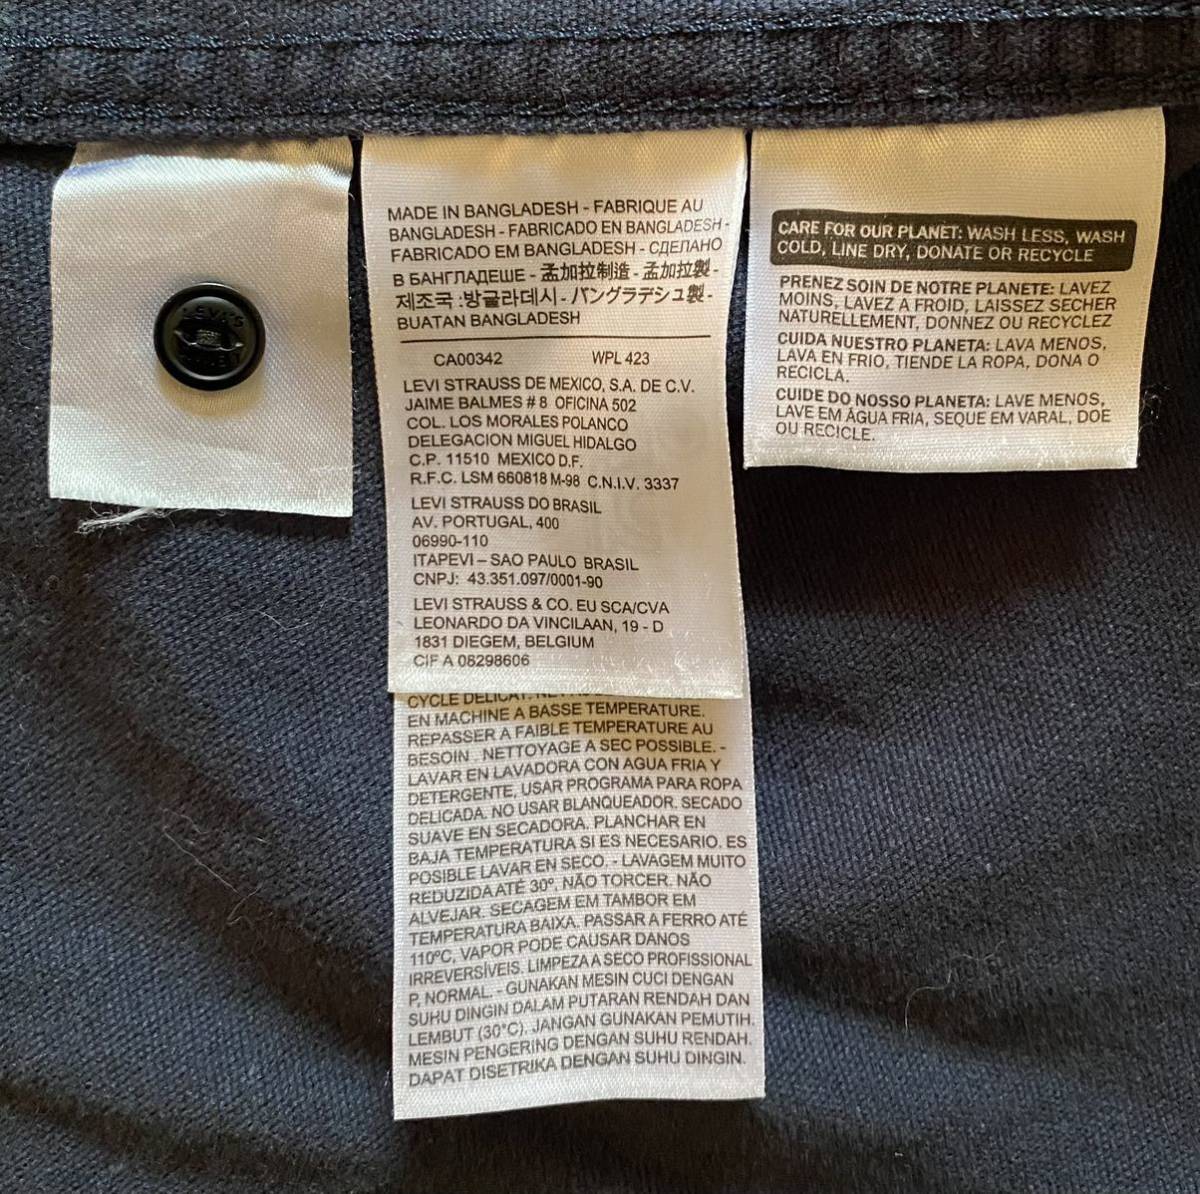 LEVI'S
MADE IN BANGLADESH - FABRIQUE AU
BANGLADESH - FABRICADO EN BANGLADESH -
FABRICADO EM BANGLADESH - СДЕЛАНО
В БАНГЛАДЕШЕ - 孟加拉制造 - 孟加拉製 -
제조국 :방글라데시 - バングラデシュ製 -
BUATAN BANGLADESH
CA00342 WPL 423
LEVI STRAUSS DE MEXICO, S.A. DE C.V.
JAIME BALMES # 8 OFICINA 502
COL. LOS MORALES POLANCO
DELEGACION MIGUEL HIDALGO
C.P. 11510 MEXICO D.F.
R.F.C. LSM 660818 M-98 C.N.I.V. 3337
LEVI STRAUSS DO BRASIL
AV. PORTUGAL, 400
06990-110
ITAPEVI – SAO PAULO BRASIL
CNPJ: 43.351.097/0001-90
LEVI STRAUSS & CO. EU SCA/CVA
LEONARDO DA VINCILAAN, 19 - D
1831 DIEGEM, BELGIUM
CIF A 08298606
CYCLE DELICAT.
EN MACHINE A BASSE TEMPERATURE.
REPASSER A FAIBLE TEMPERATURE AU
BESOIN . NETTOYAGE A SEC POSSIBLE. -
LAVAR EN LAVADORA CON AGUA FRIA Y
DETERGENTE, USAR PROGRAMA PARA ROPA
DELICADA. NO USAR BLANQUEADOR. SECADO
SUAVE EN SECADORA. PLANCHAR EN
BAJA TEMPERATURA SI ES NECESARIO. ES
POSIBLE LAVAR EN SECO. - LAVAGEM MUITO
REDUZIDA ATÉ 30º, NÃO TORCER. NÃO
ALVEJAR. SECAGEM EM TAMBOR EM
TEMPERATURA BAIXA. PASSAR A FERRO ATÉ
110ºC, VAPOR PODE CAUSAR DANOS
IRREVERSÍVEIS. LIMPEZA A SECO PROFISSIONAL
P, NORMAL. - GUNAKAN MESIN CUCI DENGAN
SUHU DINGIN DALAM PUTARAN RENDAH DAN
LEMBUT (30°C). JANGAN GUNAKAN PEMUTIH.
MESIN PENGERING DENGAN SUHU RENDAH.
DAPAT DISETRIKA DENGAN SUHU DINGIN.
CARE FOR OUR PLANET: WASH LESS, WASH
COLD, LINE DRY, DONATE OR RECYCLE
PRENEZ SOIN DE NOTRE PLANETE: LAVEZ
MOINS, LAVEZ A FROID, LAISSEZ SECHER
NATURELLEMENT, DONNEZ OU RECYCLEZ
CUIDA NUESTRO PLANETA: LAVA MENOS,
LAVA EN FRIO, TIENDE LA ROPA, DONA O
RECICLA.
CUIDE DO NOSSO PLANETA: LAVE MENOS,
LAVE EM ÁGUA FRIA, SEQUE EM VARAL, DOE
OU RECICLE.